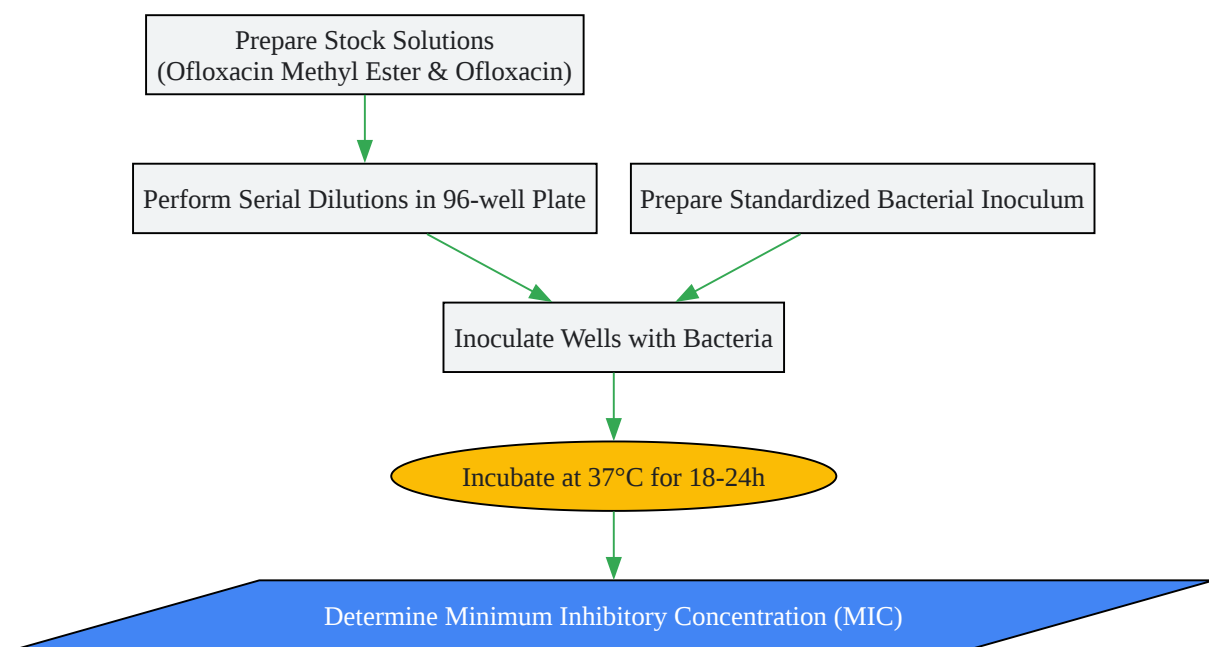 Prepare Stock Solutions
(Ofloxacin Methyl Ester & Ofloxacin)
Perform Serial Dilutions in 96-well Plate
Prepare Standardized Bacterial Inoculum
Inoculate Wells with Bacteria
Incubate at 37°C for 18-24h
Determine Minimum Inhibitory Concentration (MIC)